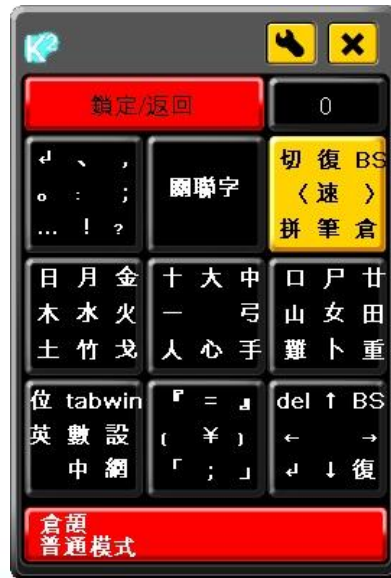 K²
鎖定/返回 0
↲ 、 ,
。 : ;
... ! ?
關聯字
切 復 BS
〈 速 〉
拼 筆 倉
日 月 金
木 水 火
土 竹 戈
十 大 中
一 弓
人 心 手
口 尸 廿
山 女 田
難 卜 重
位 tab win
英 數 設
中 網
『 = 』
( ¥ )
「 ; 」
del ↑ BS
← →
↲ ↓ 復
倉頡
普通模式